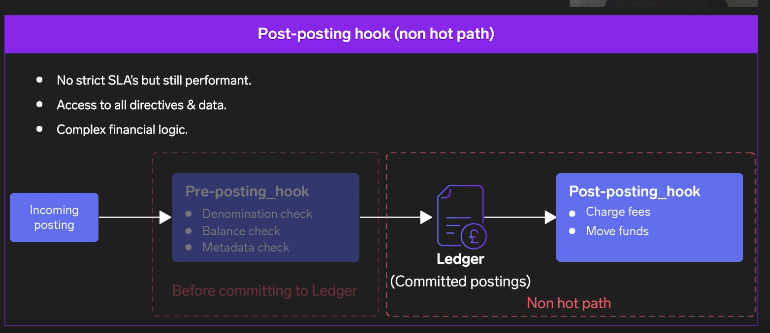 Post-posting hook (non hot path)
No strict SLA's but still performant.
Access to all directives & data.
Complex financial logic.
Incoming
posting
Pre-posting_hook
Denomination check
Balance check
Metadata check
Before committing to Ledger
£
Ledger
(Committed postings)
Post-posting_hook
Charge fees
Move funds
Non hot path